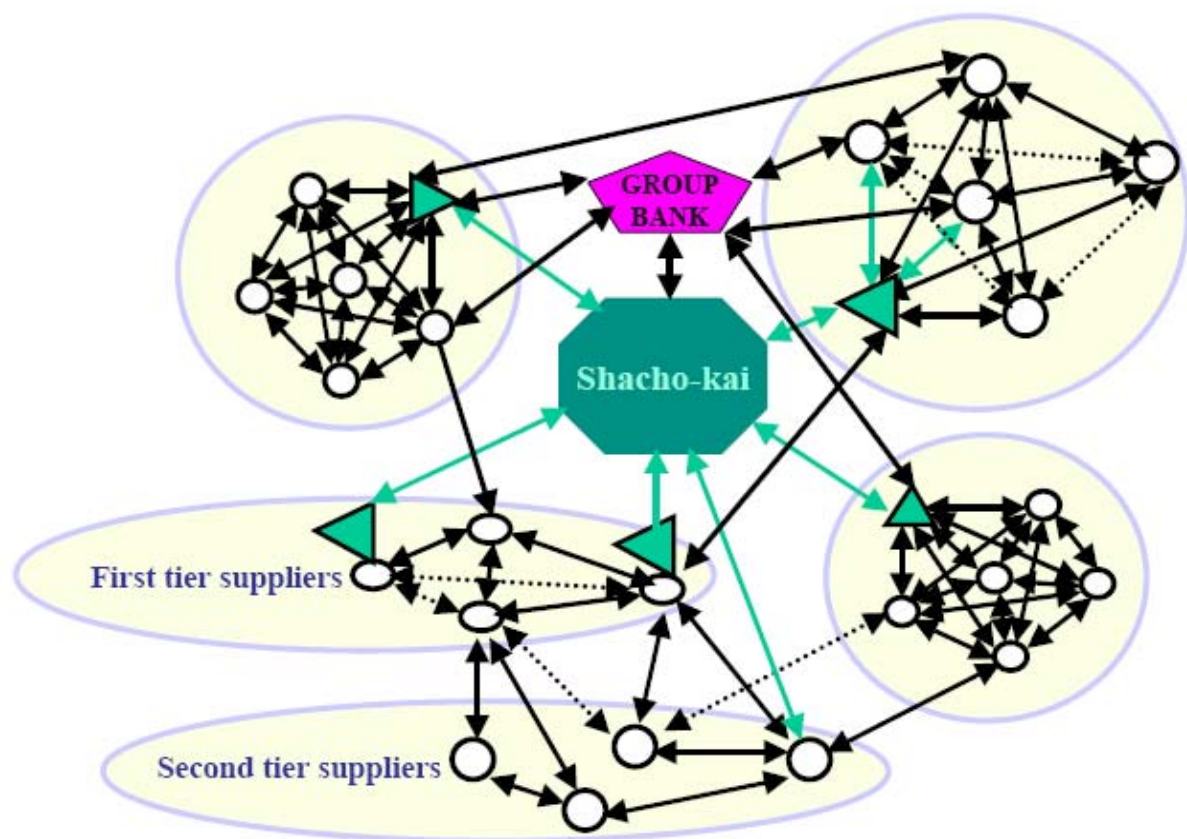 GROUP
BANK
Shacho-kai
First tier suppliers
Second tier suppliers